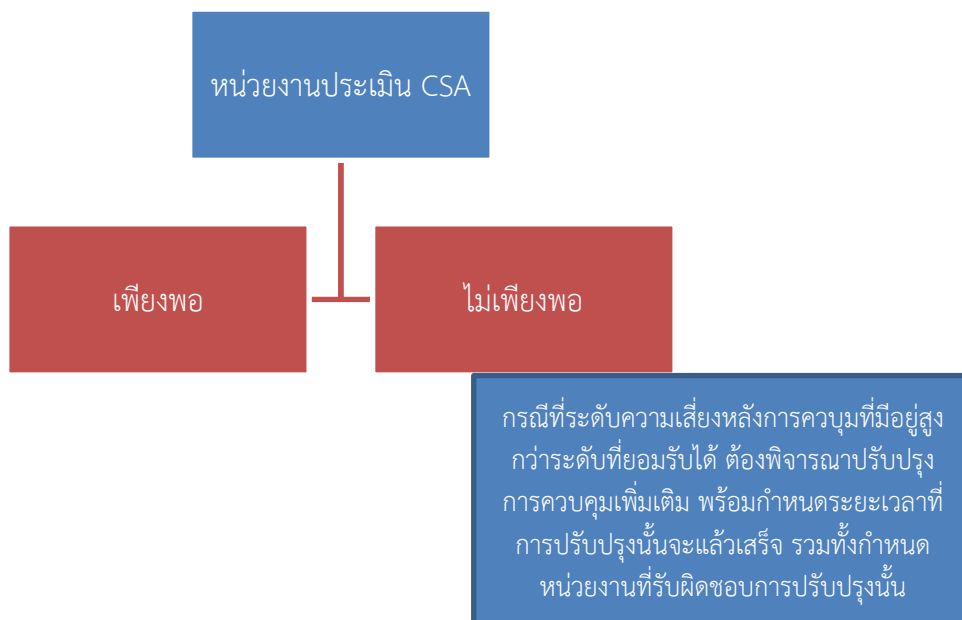 หน่วยงานประเมิน CSA
เพียงพอ
ไม่เพียงพอ
กรณีที่ระดับความเสี่ยงหลังการควบุมที่มีอยู่สูง
กว่าระดับที่ยอมรับได้ ต้องพิจารณาปรับปรุง
การควบคุมเพิ่มเติม พร้อมกำหนดระยะเวลาที่
การปรับปรุงนั้นจะแล้วเสร็จ รวมทั้งกำหนด
หน่วยงานที่รับผิดชอบการปรับปรุงนั้น